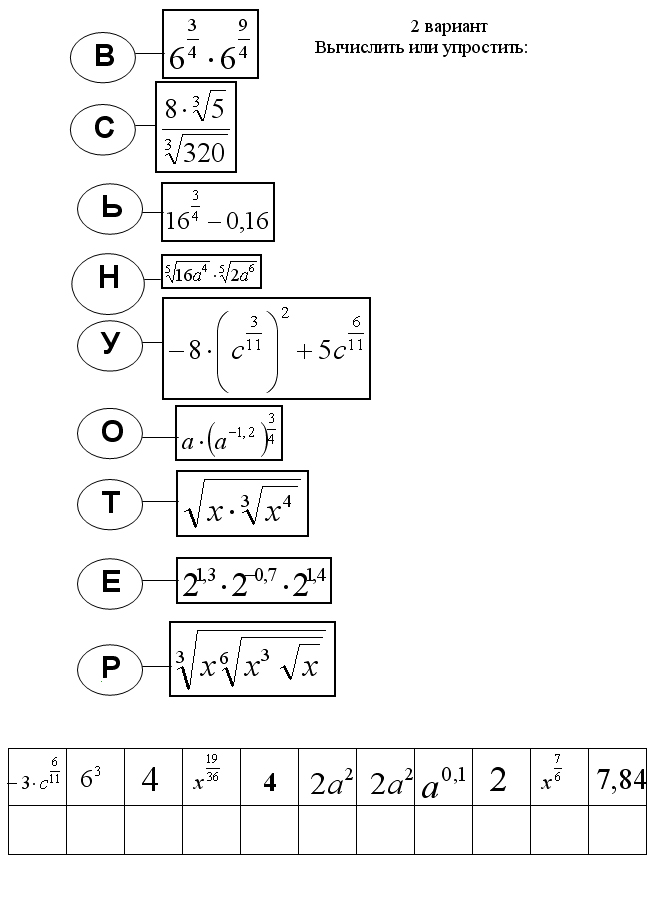 2 вариант
Вычислить или упростить:
В 6^{3/4} · 6^{9/4}
С (8 · ∛5) / ∛320
Ь 16^{3/4} − 0,16
Н ⁵√(16a⁴) · ⁵√(2a⁶)
У −8 · (c^{3/11})² + 5c^{6/11}
О a · (a^{−1,2})^{3/4}
Т √(x · ∛(x⁴))
Е 2^{1,3} · 2^{−0,7} · 2^{1,4}
Р ∛(x ⁶√(x³ √x))
−3 · c^{6/11} 6³ 4 x^{19/36} 4 2a² 2a² a^{0,1} 2 x^{7/6} 7,84